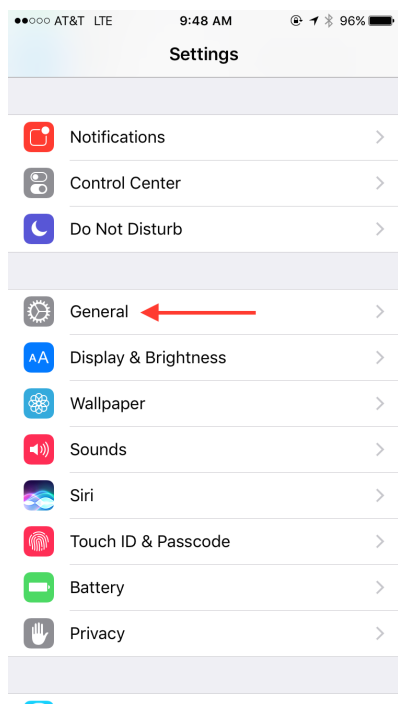 AT&T LTE 9:48 AM 96%
Settings
Notifications
Control Center
Do Not Disturb
General
AA Display & Brightness
Wallpaper
Sounds
Siri
Touch ID & Passcode
Battery
Privacy